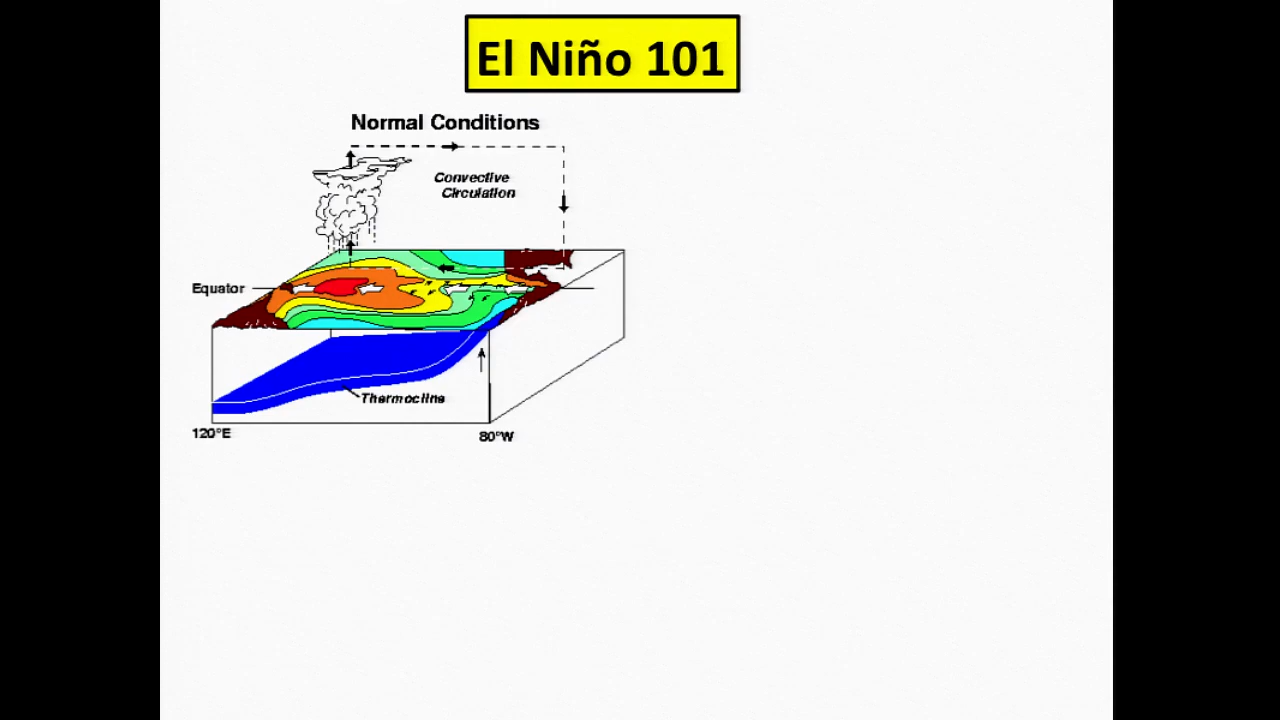 El Niño 101
Normal Conditions
Convective
Circulation
Equator
Thermocline
120°E
80°W